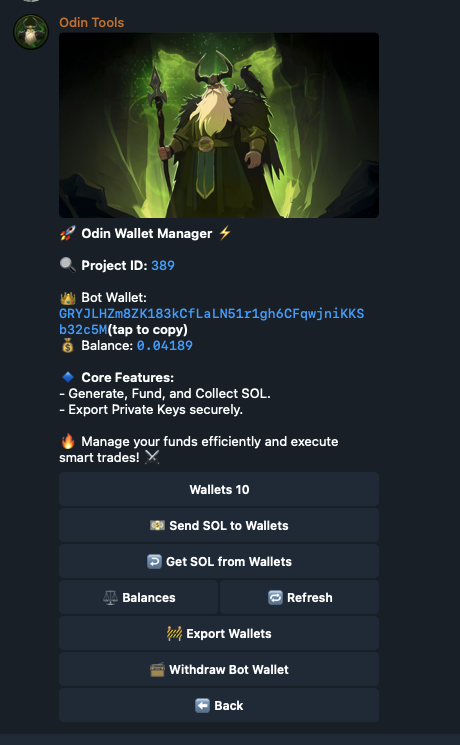 Odin Tools
🚀 Odin Wallet Manager ⚡
🔍 Project ID: 389
👑 Bot Wallet:
GRYJLHZm8ZK183kCfLaLN51r1gh6CFqwjniKKS
b32c5M(tap to copy)
💰 Balance: 0.04189
🔹 Core Features:
- Generate, Fund, and Collect SOL.
- Export Private Keys securely.
🔥 Manage your funds efficiently and execute
smart trades! ⚔️
Wallets 10
💵 Send SOL to Wallets
↩️ Get SOL from Wallets
⚖️ Balances
🔁 Refresh
🚧 Export Wallets
🗃️ Withdraw Bot Wallet
⬅️ Back